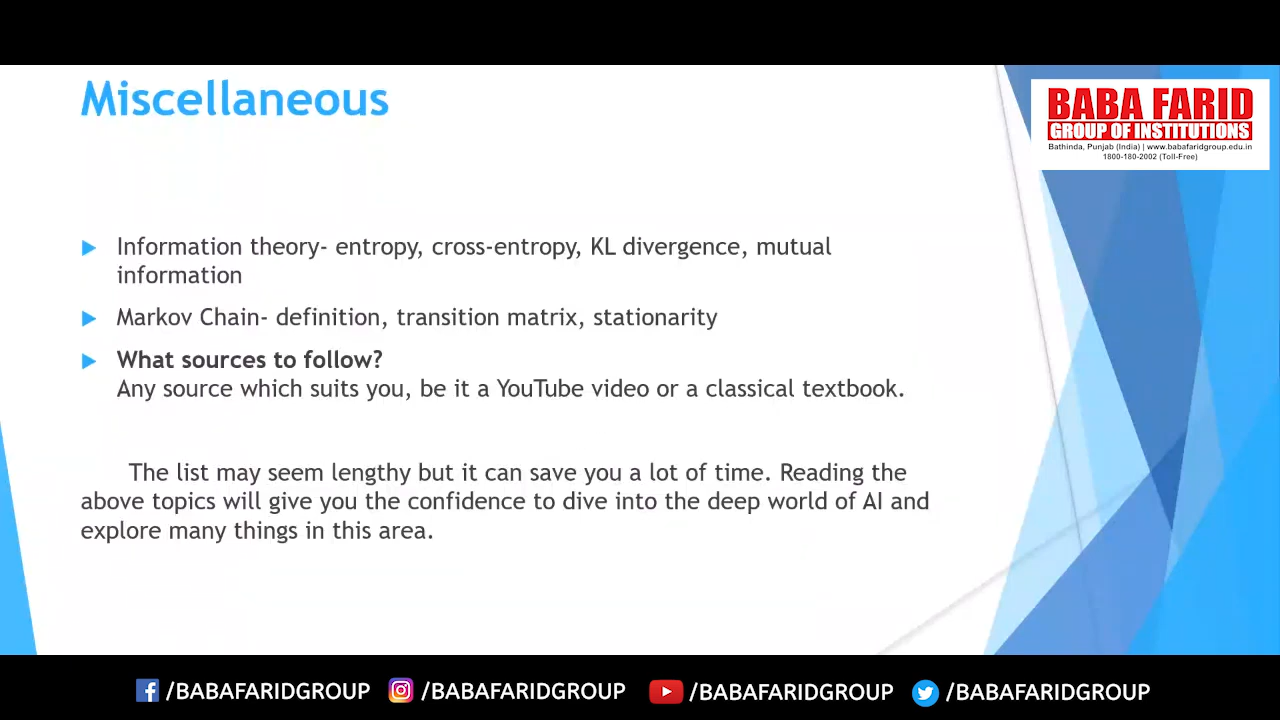 Miscellaneous
BABA FARID
GROUP OF INSTITUTIONS
Bathinda, Punjab (India) | www.babafaridgroup.edu.in
1800-180-2002 (Toll-Free)
Information theory- entropy, cross-entropy, KL divergence, mutual
information
Markov Chain- definition, transition matrix, stationarity
What sources to follow?
Any source which suits you, be it a YouTube video or a classical textbook.
The list may seem lengthy but it can save you a lot of time. Reading the
above topics will give you the confidence to dive into the deep world of AI and
explore many things in this area.
/BABAFARIDGROUP /BABAFARIDGROUP /BABAFARIDGROUP /BABAFARIDGROUP